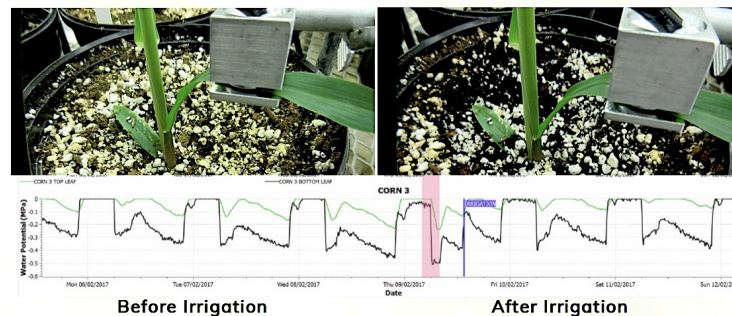 CORN 3 TOP LEAF
CORN 3 BOTTOM LEAF
CORN 3
Water Potential (MPa)
0
-0.1
-0.2
-0.3
-0.4
-0.5
-0.6
0
IRRIGATION
Mon 06/02/2017
Tue 07/02/2017
Wed 08/02/2017
Thu 09/02/2017
Fri 10/02/2017
Sat 11/02/2017
Sun 12/02/2017
Date
Before Irrigation
After Irrigation